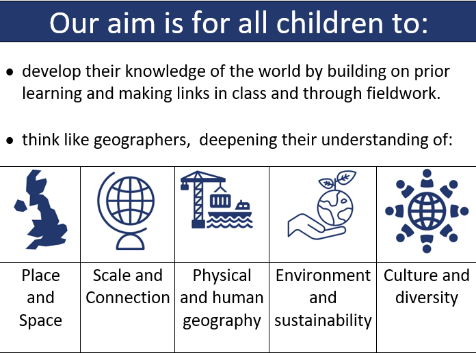 Our aim is for all children to:
• develop their knowledge of the world by building on prior
learning and making links in class and through fieldwork.
• think like geographers, deepening their understanding of:
Place
and
Space
Scale and
Connection
Physical
and human
geography
Environment
and
sustainability
Culture and
diversity